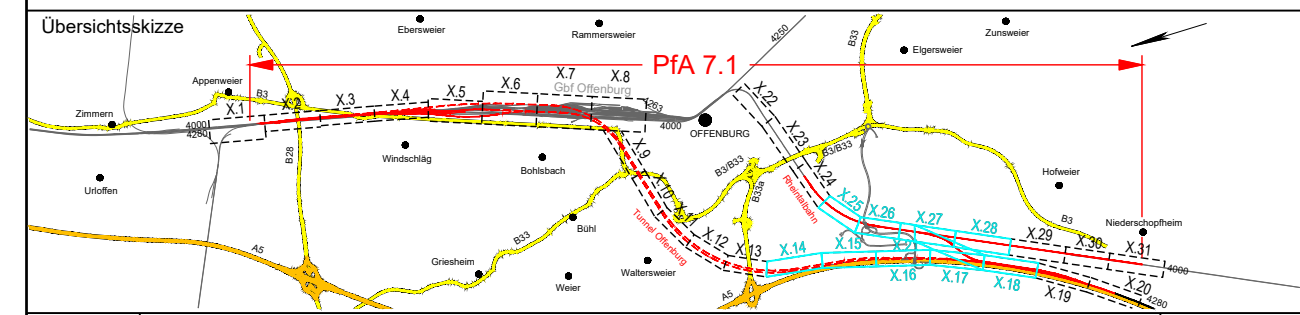 Übersichtsskizze
Ebersweier
Rammersweier
4250
B33
Elgersweier
Zunsweier
PfA 7.1
Appenweier
B3
Zimmern
4000
4280
X.1
X.2
X.3
X.4
X.5
X.6
X.7
X.8
Gbf Offenburg
4263
4000
OFFENBURG
X.22
X.23
X.24
B28
Windschläg
Bohlsbach
X.9
X.10
X.11
X.12
X.13
Tunnel Offenburg
B3/B33
B33a
B3/B33
Rheintalbahn
Hofweier
B3
Niederschopfheim
Urloffen
A5
Griesheim
B33
Bühl
Weier
Waltersweier
A5
X.14
X.15
X.16
X.17
X.18
X.19
X.20
X.25
X.26
X.27
X.28
X.29
X.30
X.31
4000
4280